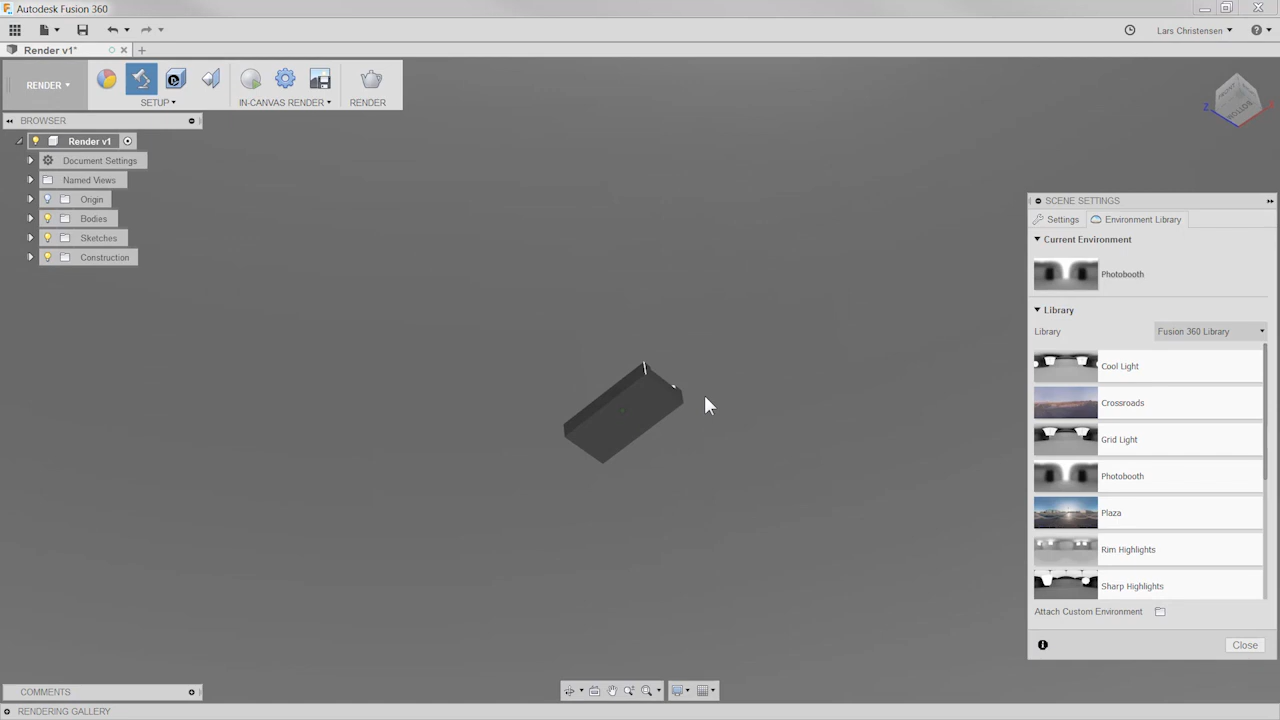 Autodesk Fusion 360
Lars Christensen
Render v1*
RENDER
SETUP
IN-CANVAS RENDER
RENDER
BROWSER
Render v1
Document Settings
Named Views
Origin
Bodies
Sketches
Construction
Z
BOTTOM
SCENE SETTINGS
Settings
Environment Library
Current Environment
Photobooth
Library
Library
Fusion 360 Library
Cool Light
Crossroads
Grid Light
Photobooth
Plaza
Rim Highlights
Sharp Highlights
Attach Custom Environment
Close
COMMENTS
RENDERING GALLERY